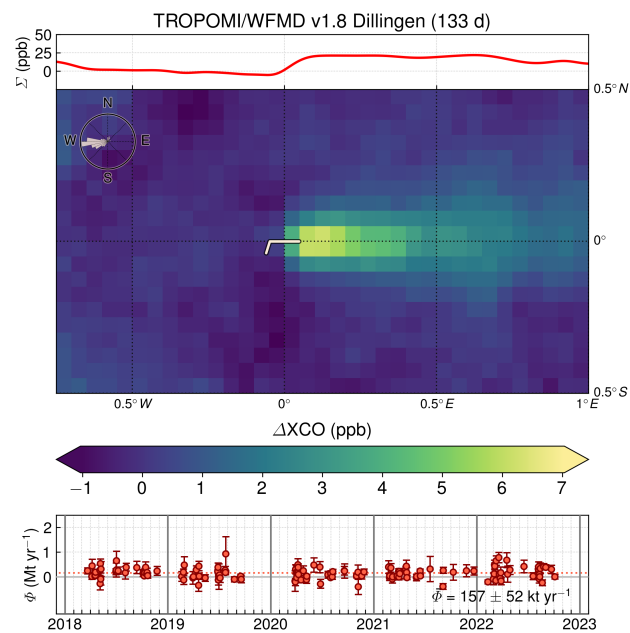 TROPOMI/WFMD v1.8 Dillingen (133 d)
Σ (ppb)
50
25
0
N
W E
S
0.5°N
0°
0.5°S
0.5°W 0° 0.5°E 1°E
ΔXCO (ppb)
−1 0 1 2 3 4 5 6 7
Φ (Mt yr⁻¹)
2
1
0
Φ = 157 ± 52 kt yr⁻¹
2018 2019 2020 2021 2022 2023